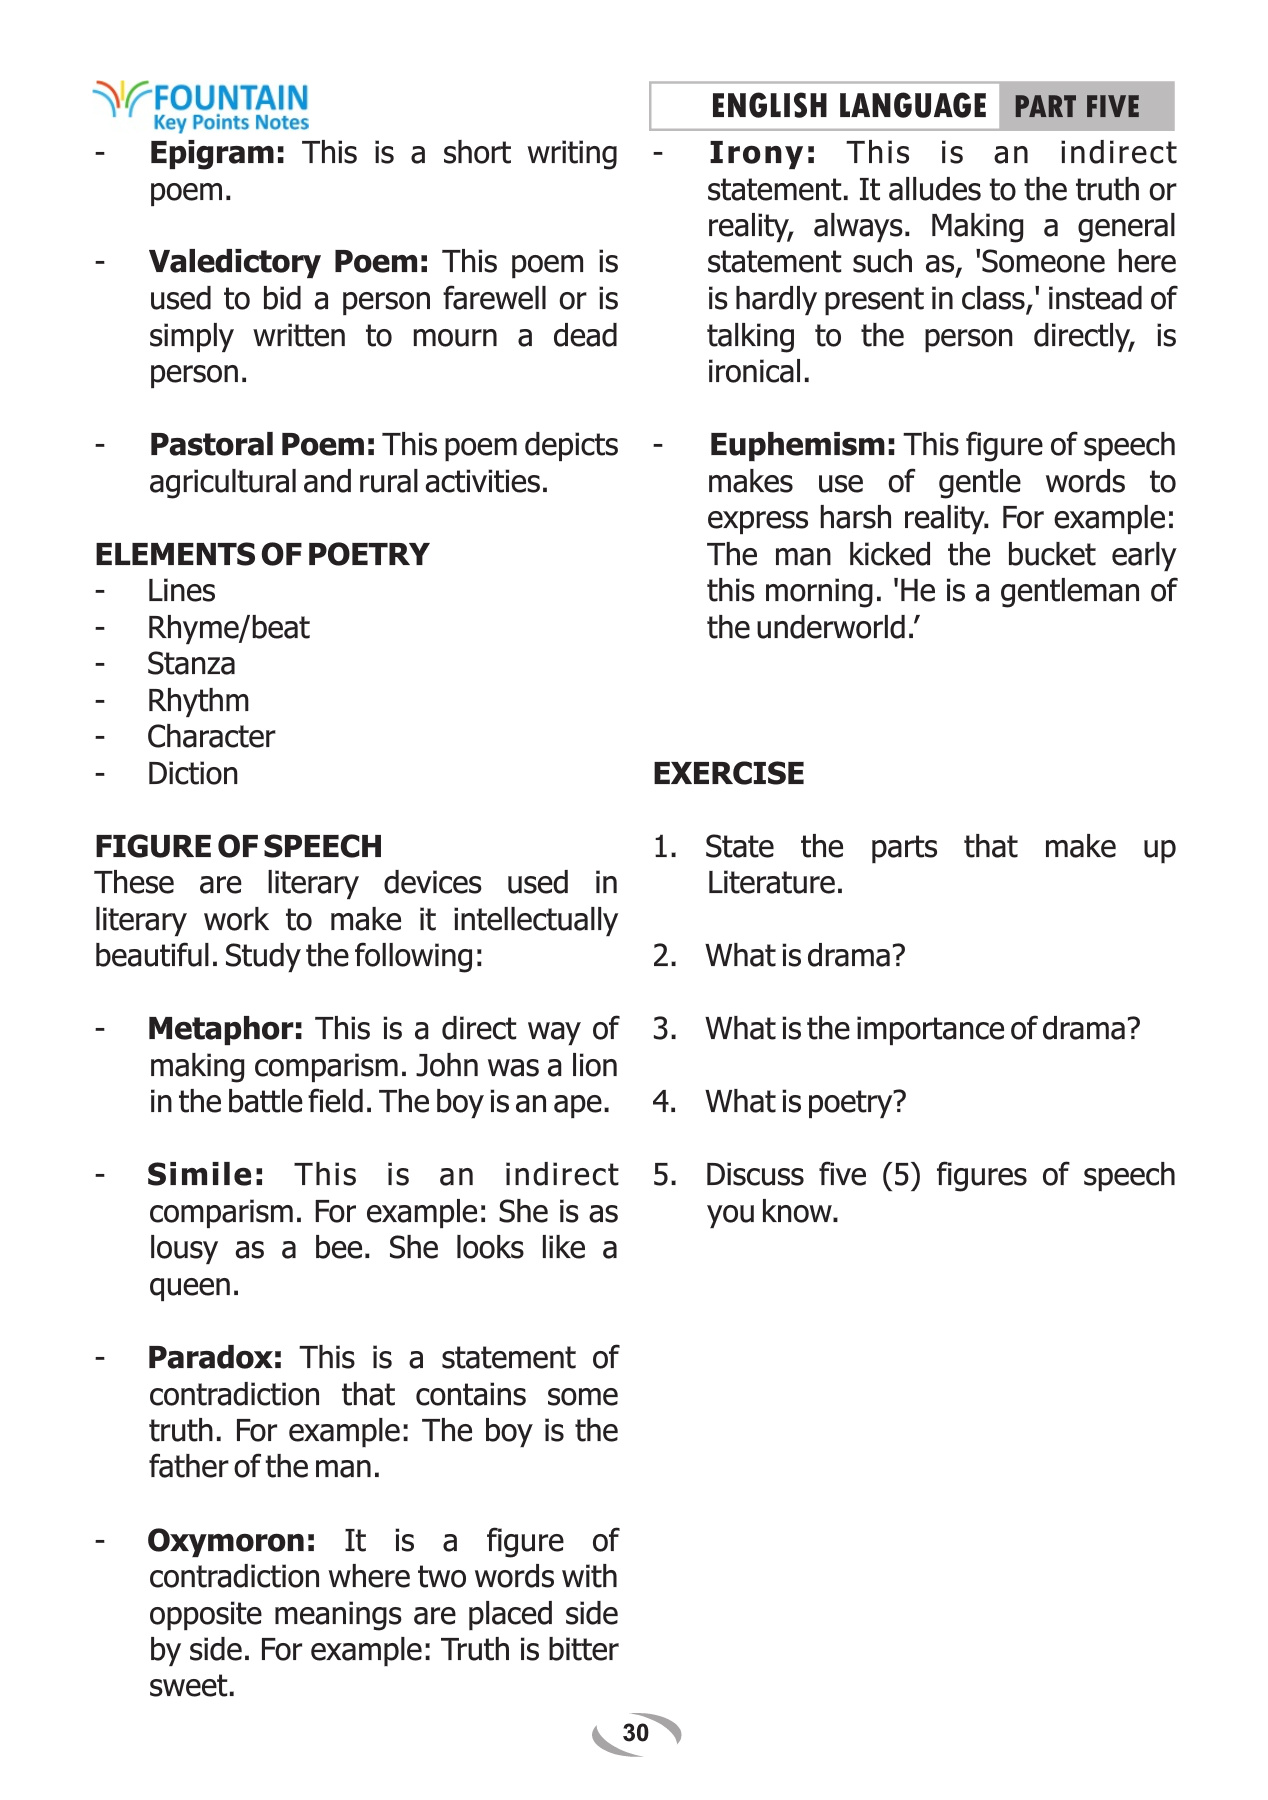 FOUNTAIN
Key Points Notes
ENGLISH LANGUAGE PART FIVE
- Epigram: This is a short writing
poem.
- Valedictory Poem: This poem is
used to bid a person farewell or is
simply written to mourn a dead
person.
- Pastoral Poem: This poem depicts
agricultural and rural activities.
ELEMENTS OF POETRY
- Lines
- Rhyme/beat
- Stanza
- Rhythm
- Character
- Diction
FIGURE OF SPEECH
These are literary devices used in
literary work to make it intellectually
beautiful. Study the following:
- Metaphor: This is a direct way of
making comparism. John was a lion
in the battle field. The boy is an ape.
- Simile: This is an indirect
comparism. For example: She is as
lousy as a bee. She looks like a
queen.
- Paradox: This is a statement of
contradiction that contains some
truth. For example: The boy is the
father of the man.
- Oxymoron: It is a figure of
contradiction where two words with
opposite meanings are placed side
by side. For example: Truth is bitter
sweet.
- Irony: This is an indirect
statement. It alludes to the truth or
reality, always. Making a general
statement such as, 'Someone here
is hardly present in class,' instead of
talking to the person directly, is
ironical.
- Euphemism: This figure of speech
makes use of gentle words to
express harsh reality. For example:
The man kicked the bucket early
this morning. 'He is a gentleman of
the underworld.’
EXERCISE
1. State the parts that make up
Literature.
2. What is drama?
3. What is the importance of drama?
4. What is poetry?
5. Discuss five (5) figures of speech
you know.
30